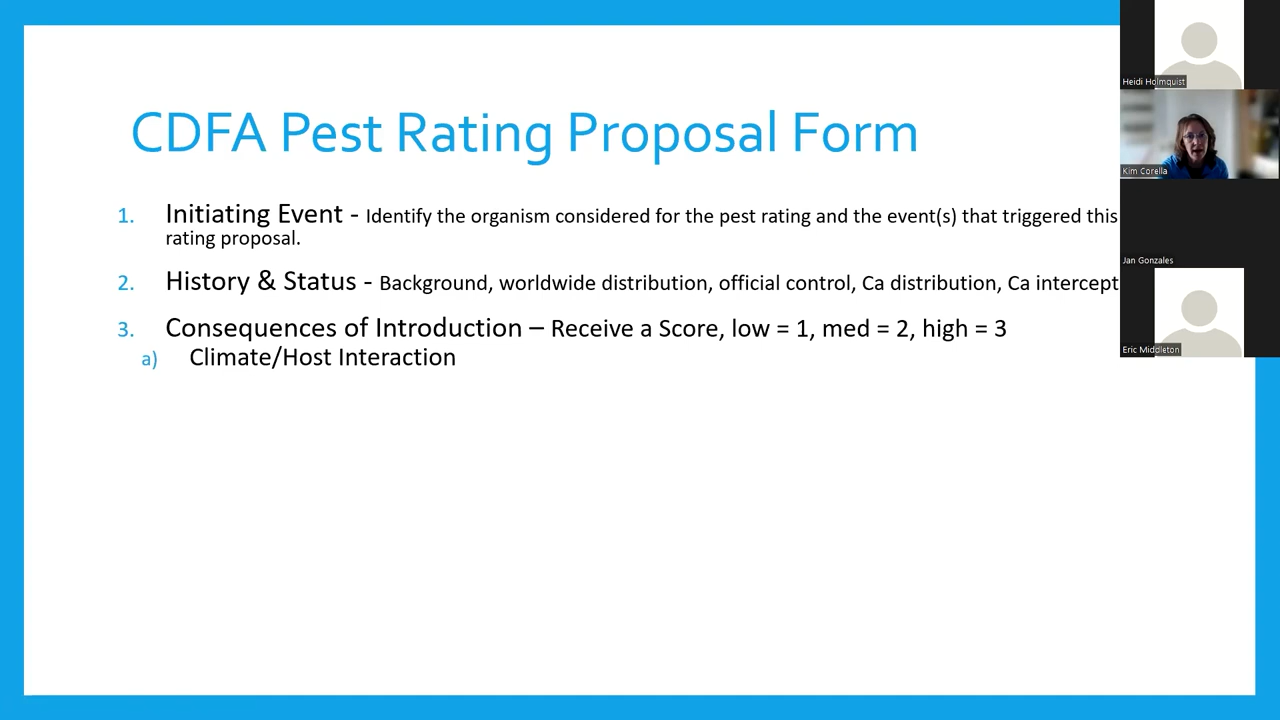 CDFA Pest Rating Proposal Form
1. Initiating Event - Identify the organism considered for the pest rating and the event(s) that triggered this
rating proposal.
2. History & Status - Background, worldwide distribution, official control, Ca distribution, Ca intercept
3. Consequences of Introduction – Receive a Score, low = 1, med = 2, high = 3
a) Climate/Host Interaction
Heidi Holmquist
Kim Corella
Jan Gonzales
Eric Middleton